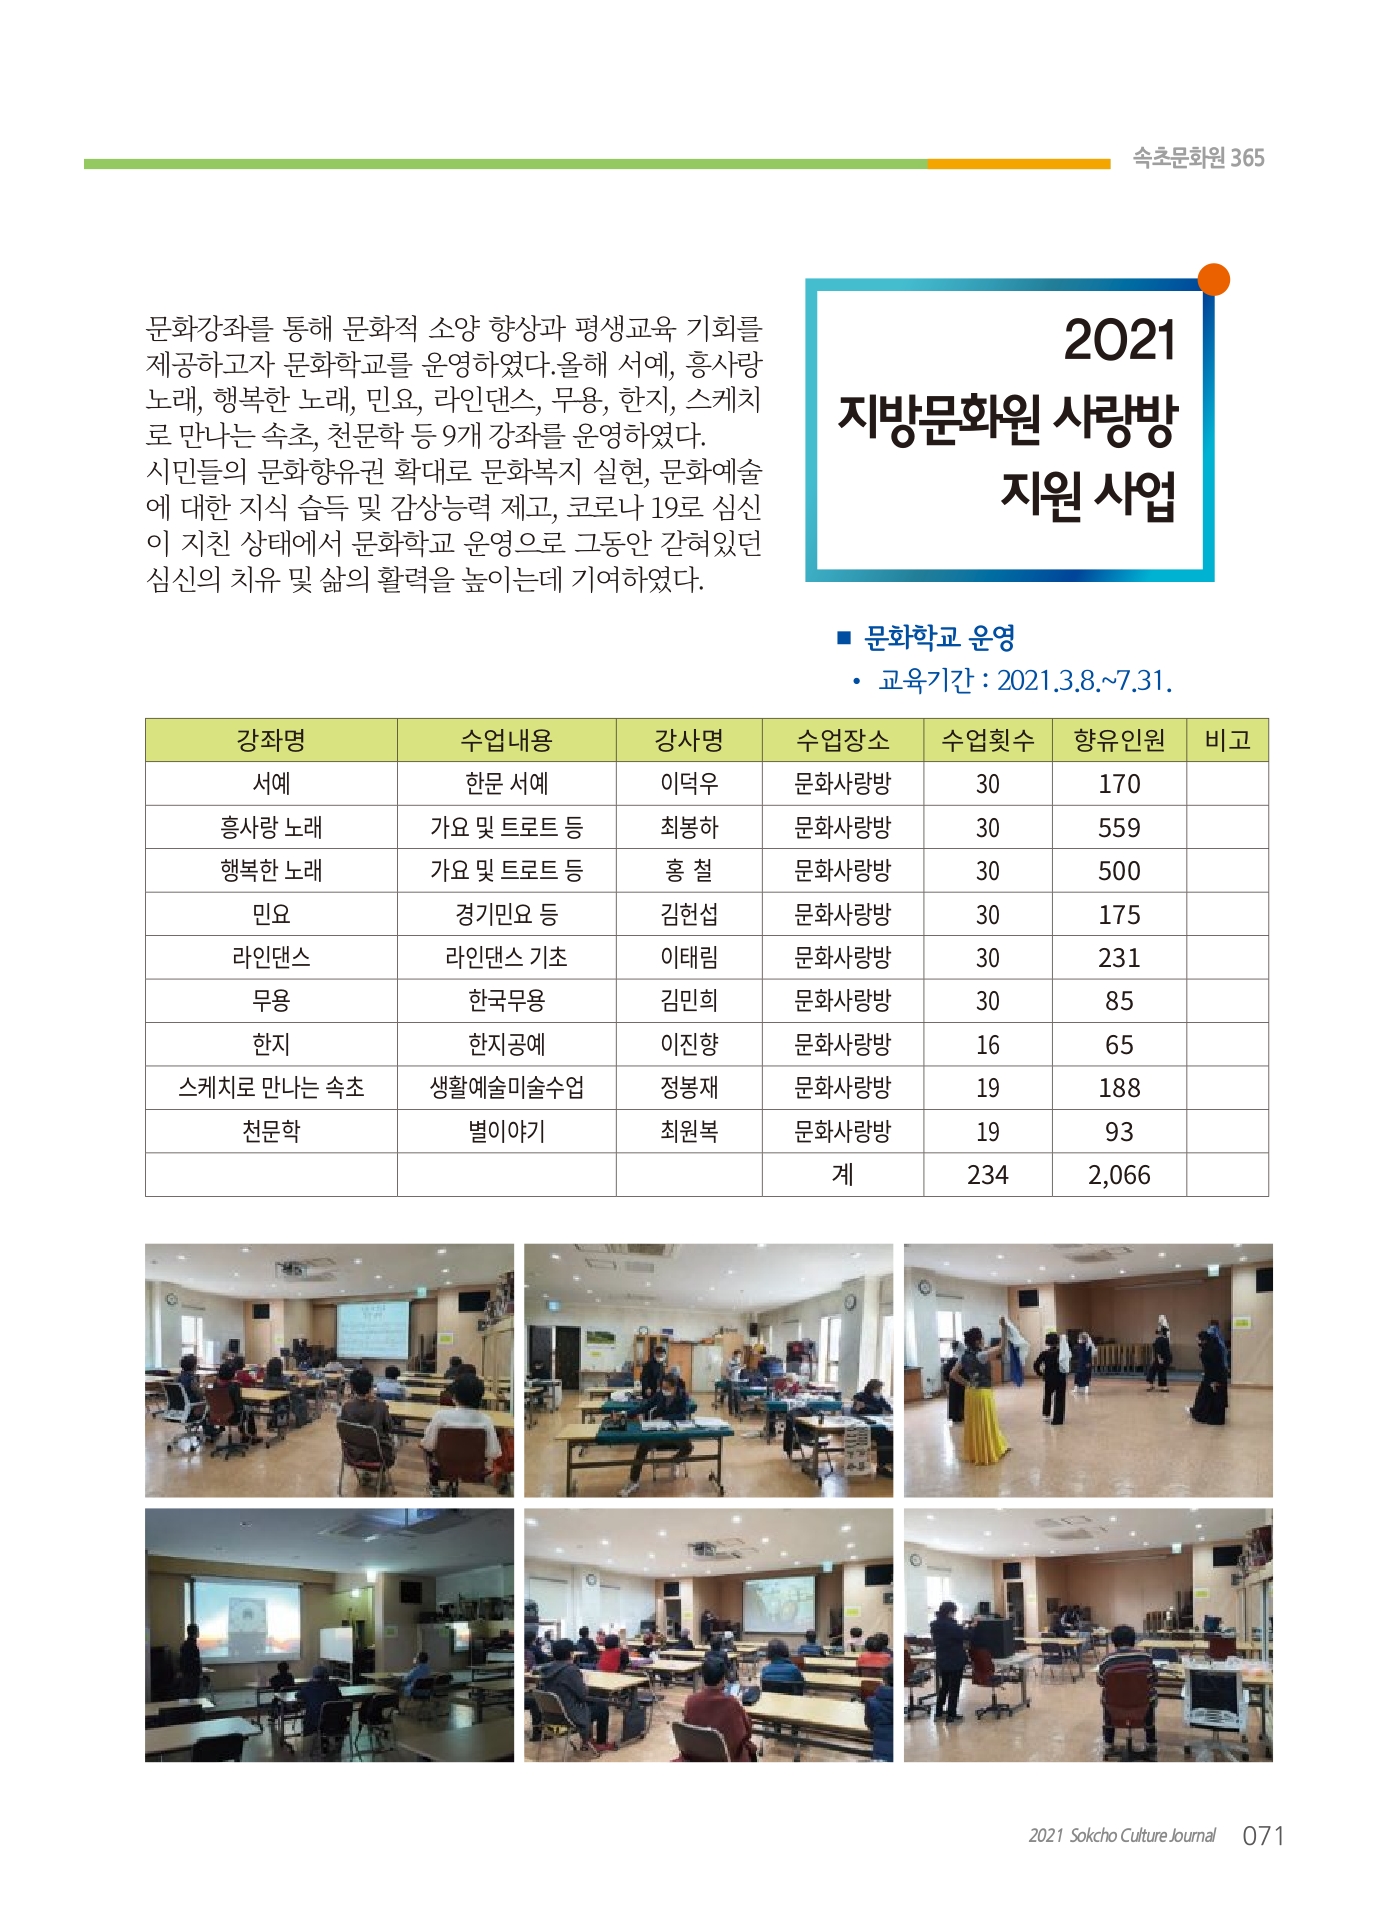 속초문화원 365
문화강좌를 통해 문화적 소양 향상과 평생교육 기회를
제공하고자 문화학교를 운영하였다.올해 서예, 흥사랑
노래, 행복한 노래, 민요, 라인댄스, 무용, 한지, 스케치
로 만나는 속초, 천문학 등 9개 강좌를 운영하였다.
시민들의 문화향유권 확대로 문화복지 실현, 문화예술
에 대한 지식 습득 및 감상능력 제고, 코로나 19로 심신
이 지친 상태에서 문화학교 운영으로 그동안 갇혀있던
심신의 치유 및 삶의 활력을 높이는데 기여하였다.
2021
지방문화원 사랑방
지원 사업
■ 문화학교 운영
• 교육기간 : 2021.3.8.~7.31.
강좌명 수업내용 강사명 수업장소 수업횟수 향유인원 비고
서예 한문 서예 이덕우 문화사랑방 30 170
흥사랑 노래 가요 및 트로트 등 최봉하 문화사랑방 30 559
행복한 노래 가요 및 트로트 등 홍 철 문화사랑방 30 500
민요 경기민요 등 김헌섭 문화사랑방 30 175
라인댄스 라인댄스 기초 이태림 문화사랑방 30 231
무용 한국무용 김민희 문화사랑방 30 85
한지 한지공예 이진향 문화사랑방 16 65
스케치로 만나는 속초 생활예술미술수업 정봉재 문화사랑방 19 188
천문학 별이야기 최원복 문화사랑방 19 93
계 234 2,066
2021 Sokcho Culture Journal 071